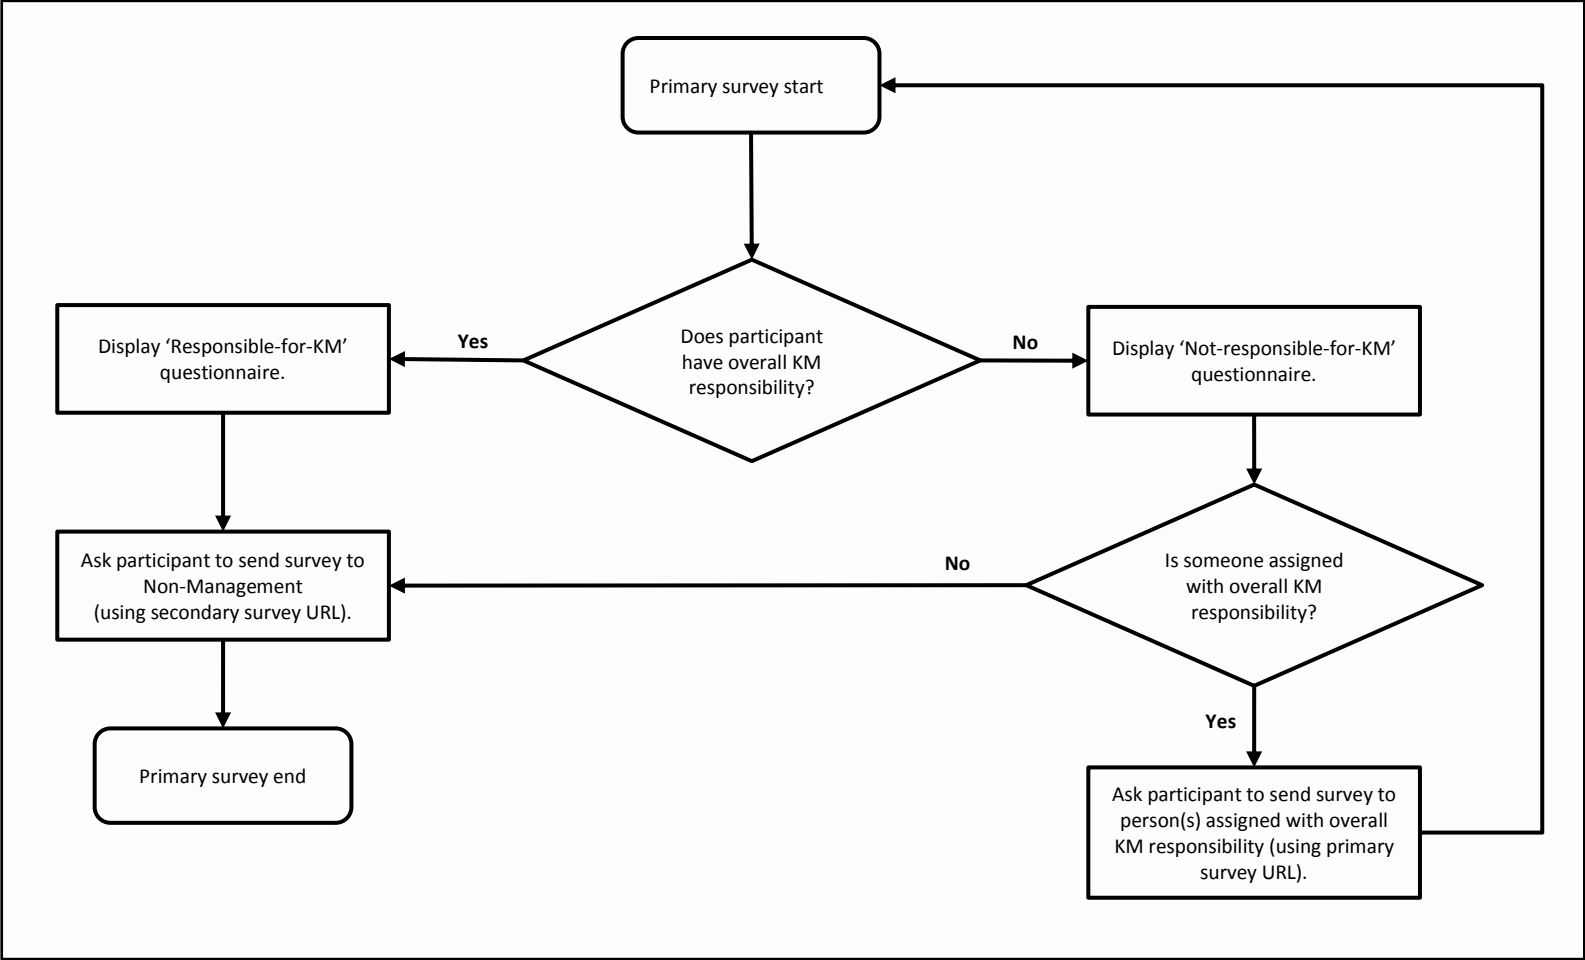 Primary survey start
Does participant
have overall KM
responsibility?
Yes
No
Display ‘Responsible-for-KM’
questionnaire.
Display ‘Not-responsible-for-KM’
questionnaire.
Ask participant to send survey to
Non-Management
(using secondary survey URL).
No
Is someone assigned
with overall KM
responsibility?
Yes
Primary survey end
Ask participant to send survey to
person(s) assigned with overall
KM responsibility (using primary
survey URL).